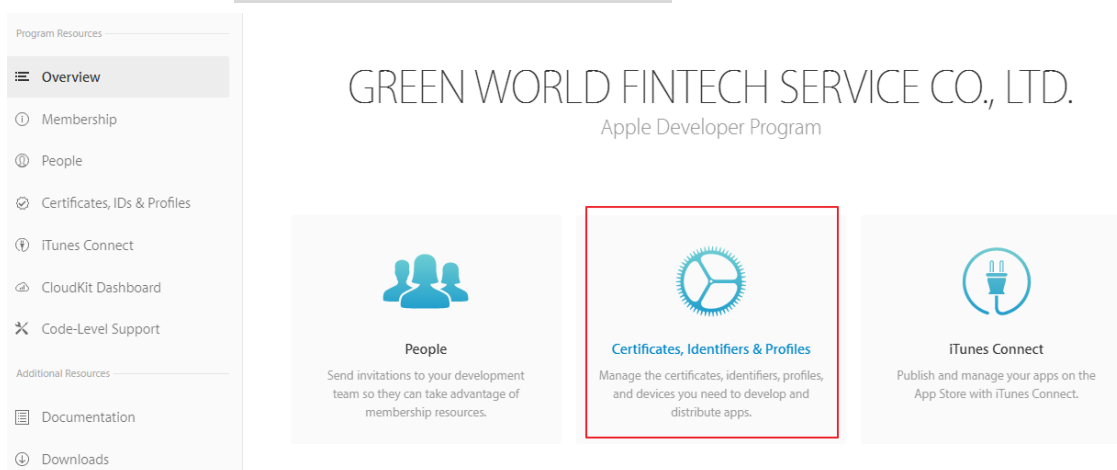 Program Resources
Overview
Membership
People
Certificates, IDs & Profiles
iTunes Connect
CloudKit Dashboard
Code-Level Support
Additional Resources
Documentation
Downloads
GREEN WORLD FINTECH SERVICE CO., LTD.
Apple Developer Program
People
Send invitations to your development
team so they can take advantage of
membership resources.
Certificates, Identifiers & Profiles
Manage the certificates, identifiers, profiles,
and devices you need to develop and
distribute apps.
iTunes Connect
Publish and manage your apps on the
App Store with iTunes Connect.